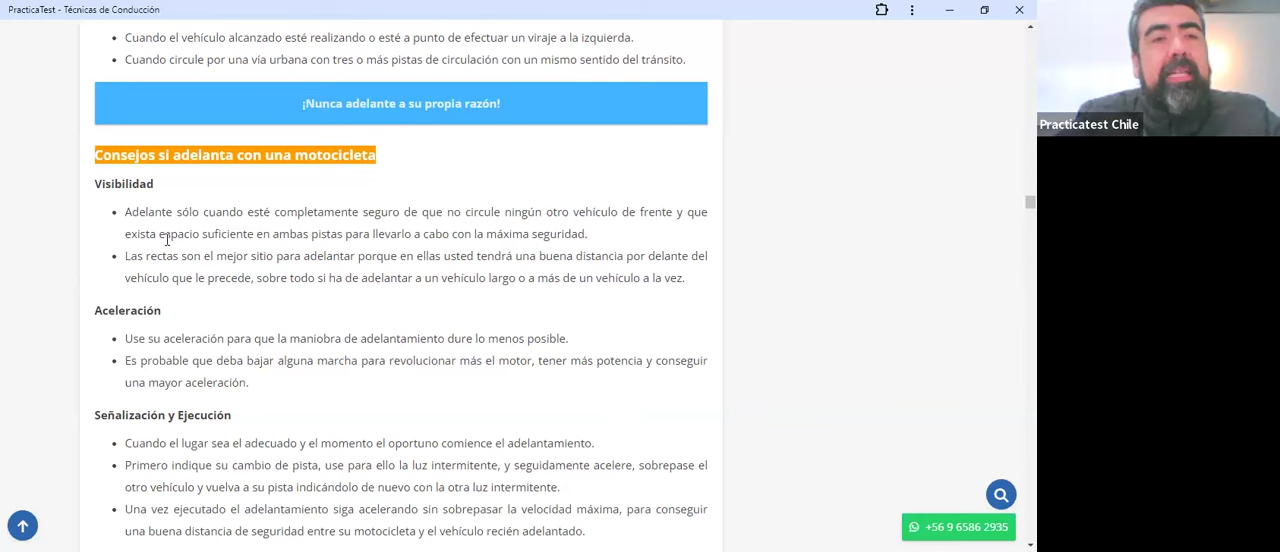 PracticaTest - Técnicas de Conducción
Cuando el vehículo alcanzado esté realizando o esté a punto de efectuar un viraje a la izquierda.
Cuando circule por una vía urbana con tres o más pistas de circulación con un mismo sentido del tránsito.
¡Nunca adelante a su propia razón!
Consejos si adelanta con una motocicleta
Visibilidad
Adelante sólo cuando esté completamente seguro de que no circule ningún otro vehículo de frente y que
exista espacio suficiente en ambas pistas para llevarlo a cabo con la máxima seguridad.
Las rectas son el mejor sitio para adelantar porque en ellas usted tendrá una buena distancia por delante del
vehículo que le precede, sobre todo si ha de adelantar a un vehículo largo o a más de un vehículo a la vez.
Aceleración
Use su aceleración para que la maniobra de adelantamiento dure lo menos posible.
Es probable que deba bajar alguna marcha para revolucionar más el motor, tener más potencia y conseguir
una mayor aceleración.
Señalización y Ejecución
Cuando el lugar sea el adecuado y el momento el oportuno comience el adelantamiento.
Primero indique su cambio de pista, use para ello la luz intermitente, y seguidamente acelere, sobrepase el
otro vehículo y vuelva a su pista indicándolo de nuevo con la otra luz intermitente.
Una vez ejecutado el adelantamiento siga acelerando sin sobrepasar la velocidad máxima, para conseguir
una buena distancia de seguridad entre su motocicleta y el vehículo recién adelantado.
+56 9 6586 2935
Practicatest Chile